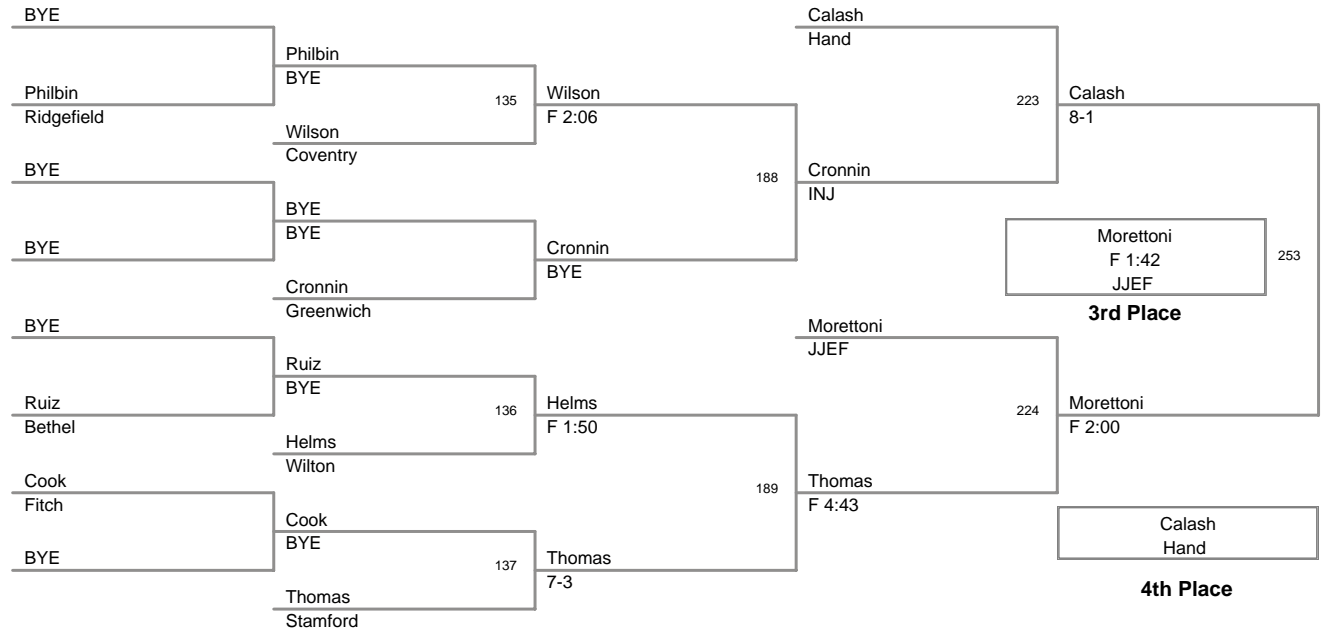 BYE
Philbin
Ridgefield
BYE
BYE
BYE
Ruiz
Bethel
Cook
Fitch
BYE
Philbin
BYE
135
Wilson
Coventry
BYE
BYE
Cronnin
Greenwich
Ruiz
BYE
136
Helms
Wilton
Cook
BYE
137
Thomas
Stamford
Wilson
F 2:06
188
Cronnin
BYE
Helms
F 1:50
189
Thomas
7-3
Calash
Hand
223
Cronnin
INJ
Morettoni
JJEF
224
Thomas
F 4:43
Calash
8-1
Morettoni
F 1:42
JJEF
253
3rd Place
Morettoni
F 2:00
Calash
Hand
4th Place